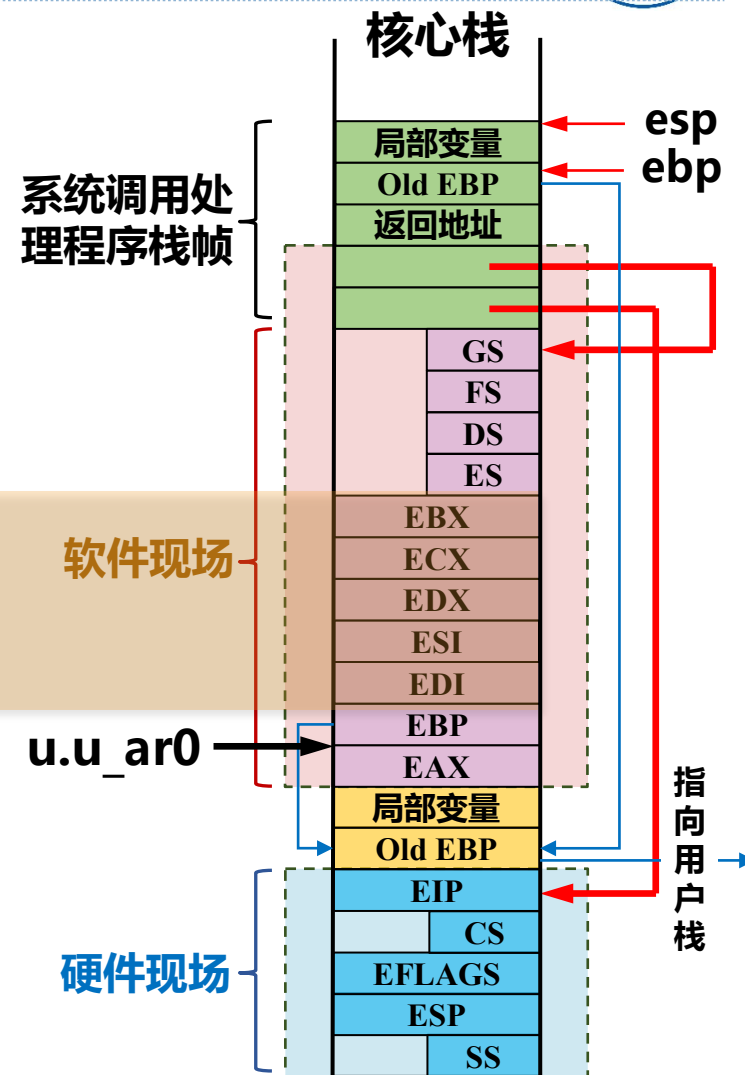 核心栈
esp
局部变量
ebp
Old EBP
系统调用处
理程序栈帧
返回地址
GS
FS
DS
ES
EBX
软件现场
ECX
EDX
ESI
EDI
EBP
u.u_ar0
EAX
局部变量
Old EBP
指
向
用
户
栈
EIP
CS
硬件现场
EFLAGS
ESP
SS